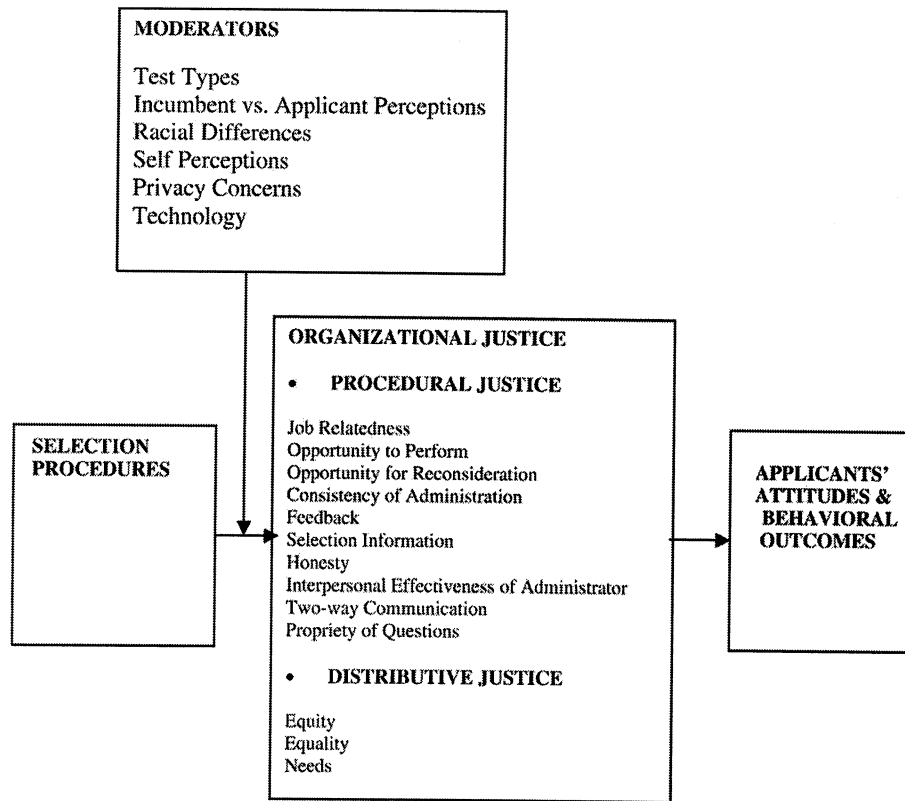 MODERATORS
Test Types
Incumbent vs. Applicant Perceptions
Racial Differences
Self Perceptions
Privacy Concerns
Technology
ORGANIZATIONAL JUSTICE
• PROCEDURAL JUSTICE
Job Relatedness
Opportunity to Perform
Opportunity for Reconsideration
Consistency of Administration
Feedback
Selection Information
Honesty
Interpersonal Effectiveness of Administrator
Two-way Communication
Propriety of Questions
• DISTRIBUTIVE JUSTICE
Equity
Equality
Needs
SELECTION
PROCEDURES
APPLICANTS’
ATTITUDES &
BEHAVIORAL
OUTCOMES